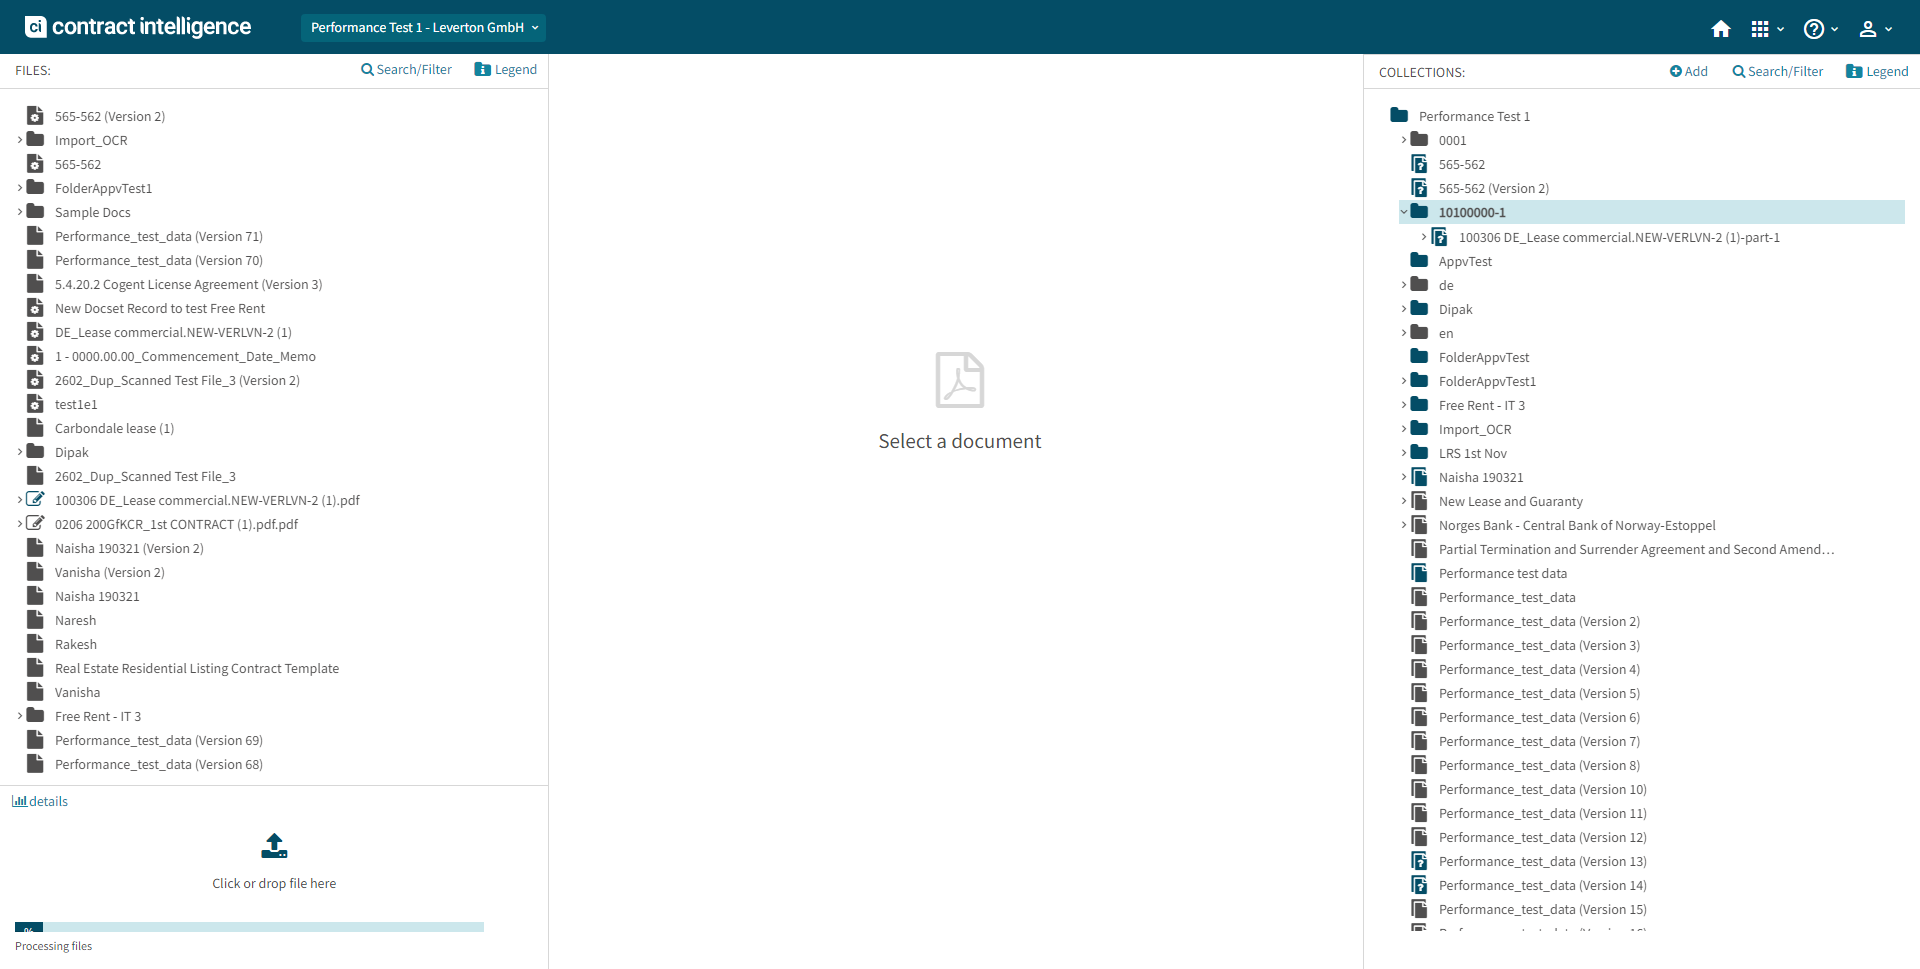 ci contract intelligence
Performance Test 1 - Leverton GmbH
FILES:
Search/Filter
Legend
565-562 (Version 2)
Import_OCR
565-562
FolderAppvTest1
Sample Docs
Performance_test_data (Version 71)
Performance_test_data (Version 70)
5.4.20.2 Cogent License Agreement (Version 3)
New Docset Record to test Free Rent
DE_Lease commercial.NEW-VERLVN-2 (1)
1 - 0000.00.00_Commencement_Date_Memo
2602_Dup_Scanned Test File_3 (Version 2)
test1e1
Carbondale lease (1)
Dipak
2602_Dup_Scanned Test File_3
100306 DE_Lease commercial.NEW-VERLVN-2 (1).pdf
0206 200GfKCR_1st CONTRACT (1).pdf.pdf
Naisha 190321 (Version 2)
Vanisha (Version 2)
Naisha 190321
Naresh
Rakesh
Real Estate Residential Listing Contract Template
Vanisha
Free Rent - IT 3
Performance_test_data (Version 69)
Performance_test_data (Version 68)
details
Click or drop file here
%
Processing files
Select a document
COLLECTIONS:
Add
Search/Filter
Legend
Performance Test 1
0001
565-562
565-562 (Version 2)
10100000-1
100306 DE_Lease commercial.NEW-VERLVN-2 (1)-part-1
AppvTest
de
Dipak
en
FolderAppvTest
FolderAppvTest1
Free Rent - IT 3
Import_OCR
LRS 1st Nov
Naisha 190321
New Lease and Guaranty
Norges Bank - Central Bank of Norway-Estoppel
Partial Termination and Surrender Agreement and Second Amend…
Performance test data
Performance_test_data
Performance_test_data (Version 2)
Performance_test_data (Version 3)
Performance_test_data (Version 4)
Performance_test_data (Version 5)
Performance_test_data (Version 6)
Performance_test_data (Version 7)
Performance_test_data (Version 8)
Performance_test_data (Version 10)
Performance_test_data (Version 11)
Performance_test_data (Version 12)
Performance_test_data (Version 13)
Performance_test_data (Version 14)
Performance_test_data (Version 15)